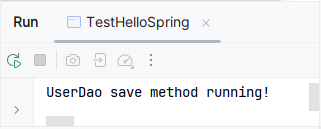 Run
TestHelloSpring
UserDao save method running!